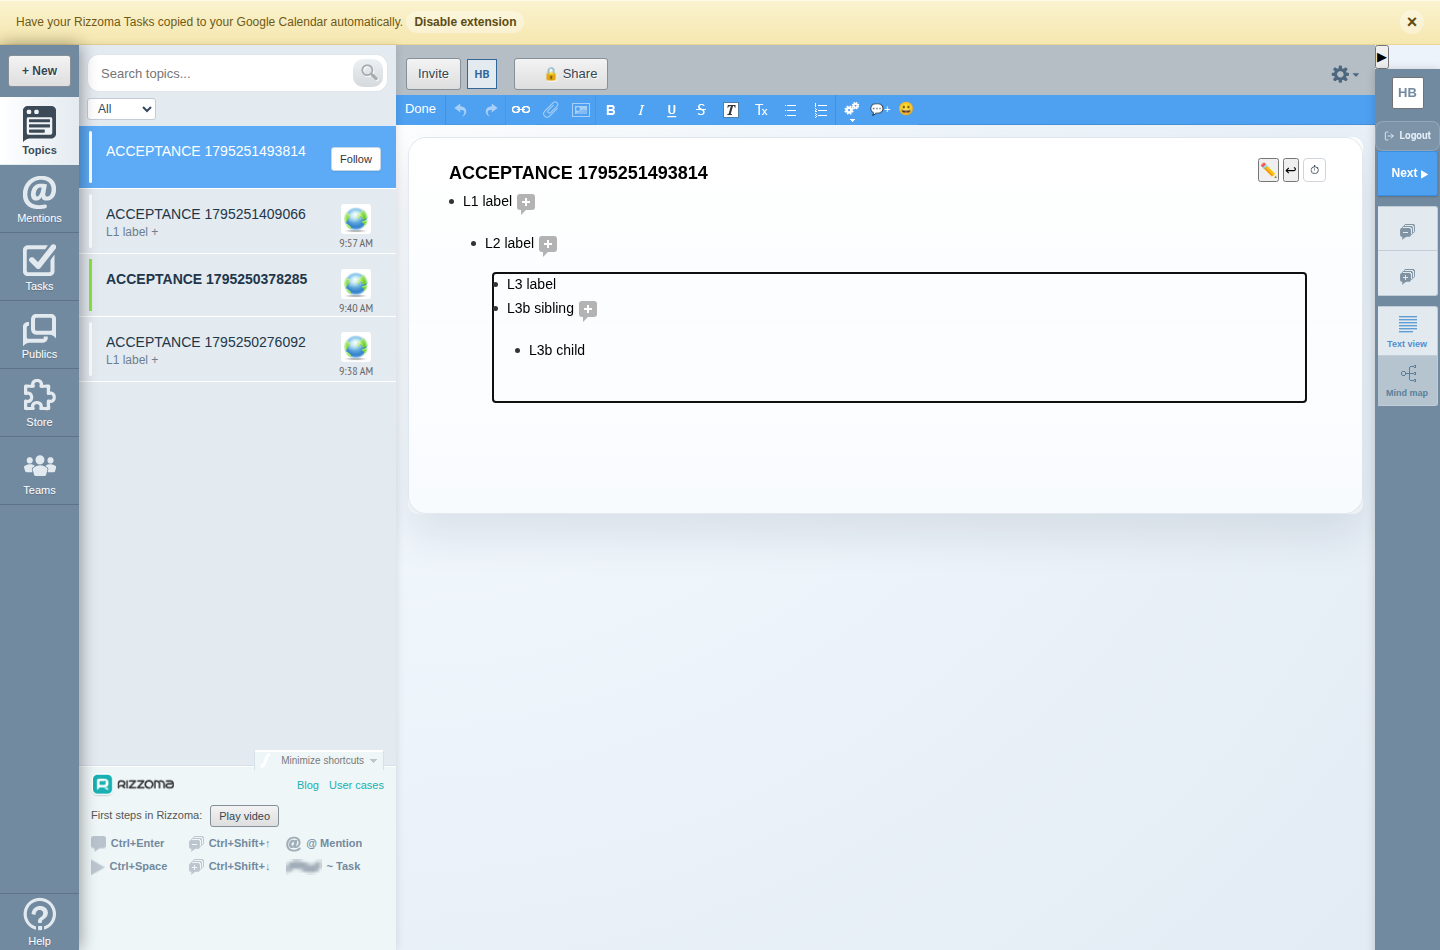 Have your Rizzoma Tasks copied to your Google Calendar automatically. Disable extension ×
+ New
Topics
Mentions
Tasks
Publics
Store
Teams
Help
Search topics...
All
ACCEPTANCE 1795251493814
Follow
ACCEPTANCE 1795251409066
L1 label +
9:57 AM
ACCEPTANCE 1795250378285
9:40 AM
ACCEPTANCE 1795250276092
L1 label +
9:38 AM
Minimize shortcuts
RIZZOMA
Blog User cases
First steps in Rizzoma: Play video
Ctrl+Enter Ctrl+Shift+↑ @ Mention
Ctrl+Space Ctrl+Shift+↓ ~ Task
Invite HB 🔒 Share
Done B I U S T Tx 💬+ 😀
ACCEPTANCE 1795251493814
• L1 label +
• L2 label +
• L3 label
• L3b sibling +
• L3b child
▶
HB
Logout
Next ▶
Text view
Mind map